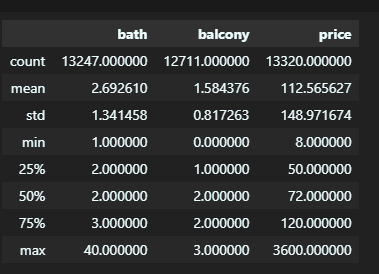 bath balcony price
count 13247.000000 12711.000000 13320.000000
mean 2.692610 1.584376 112.565627
std 1.341458 0.817263 148.971674
min 1.000000 0.000000 8.000000
25% 2.000000 1.000000 50.000000
50% 2.000000 2.000000 72.000000
75% 3.000000 2.000000 120.000000
max 40.000000 3.000000 3600.000000